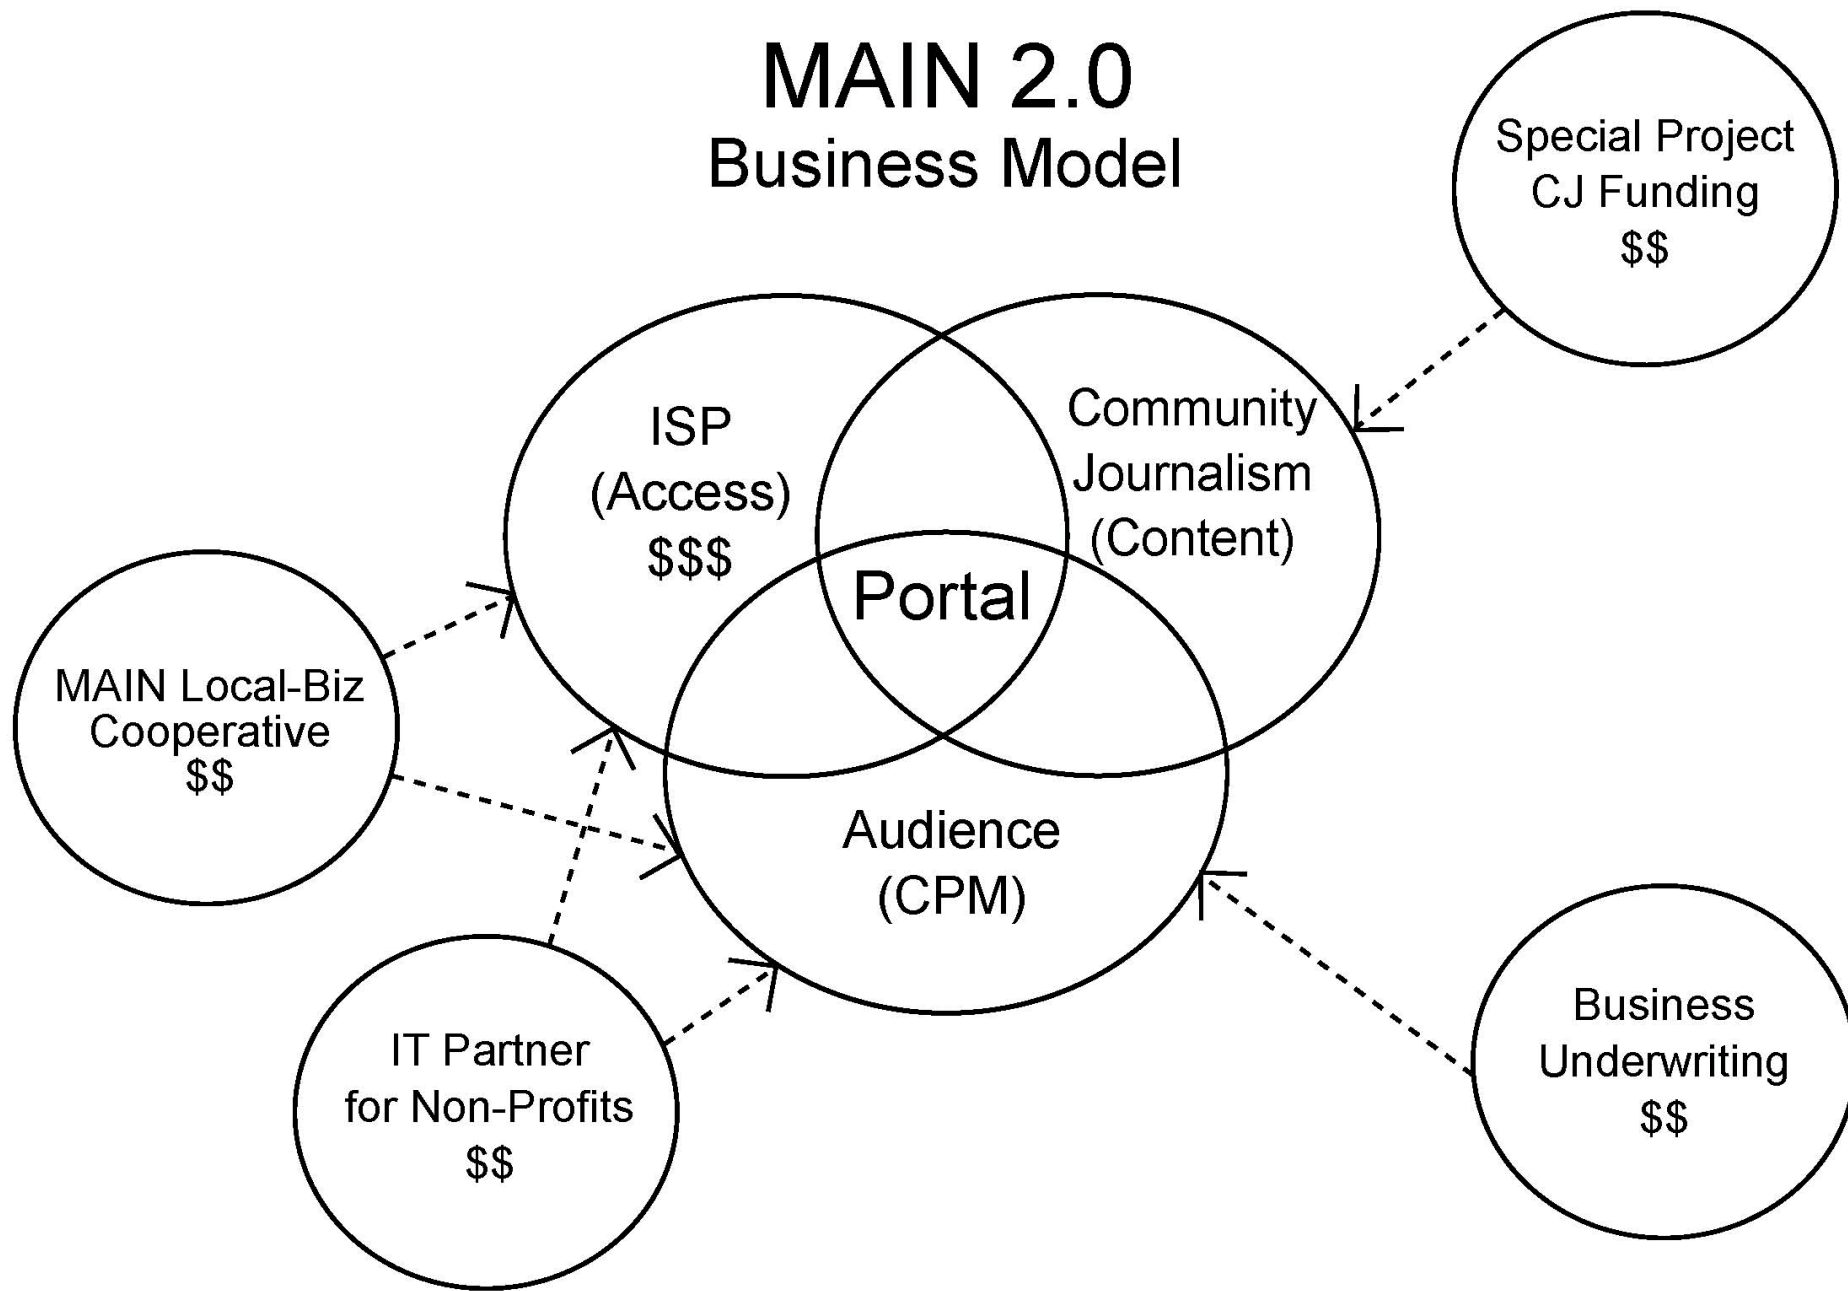 MAIN 2.0
Business Model
Special Project
CJ Funding
$$
ISP
(Access)
$$$
Community
Journalism
(Content)
Portal
MAIN Local-Biz
Cooperative
$$
Audience
(CPM)
IT Partner
for Non-Profits
$$
Business
Underwriting
$$